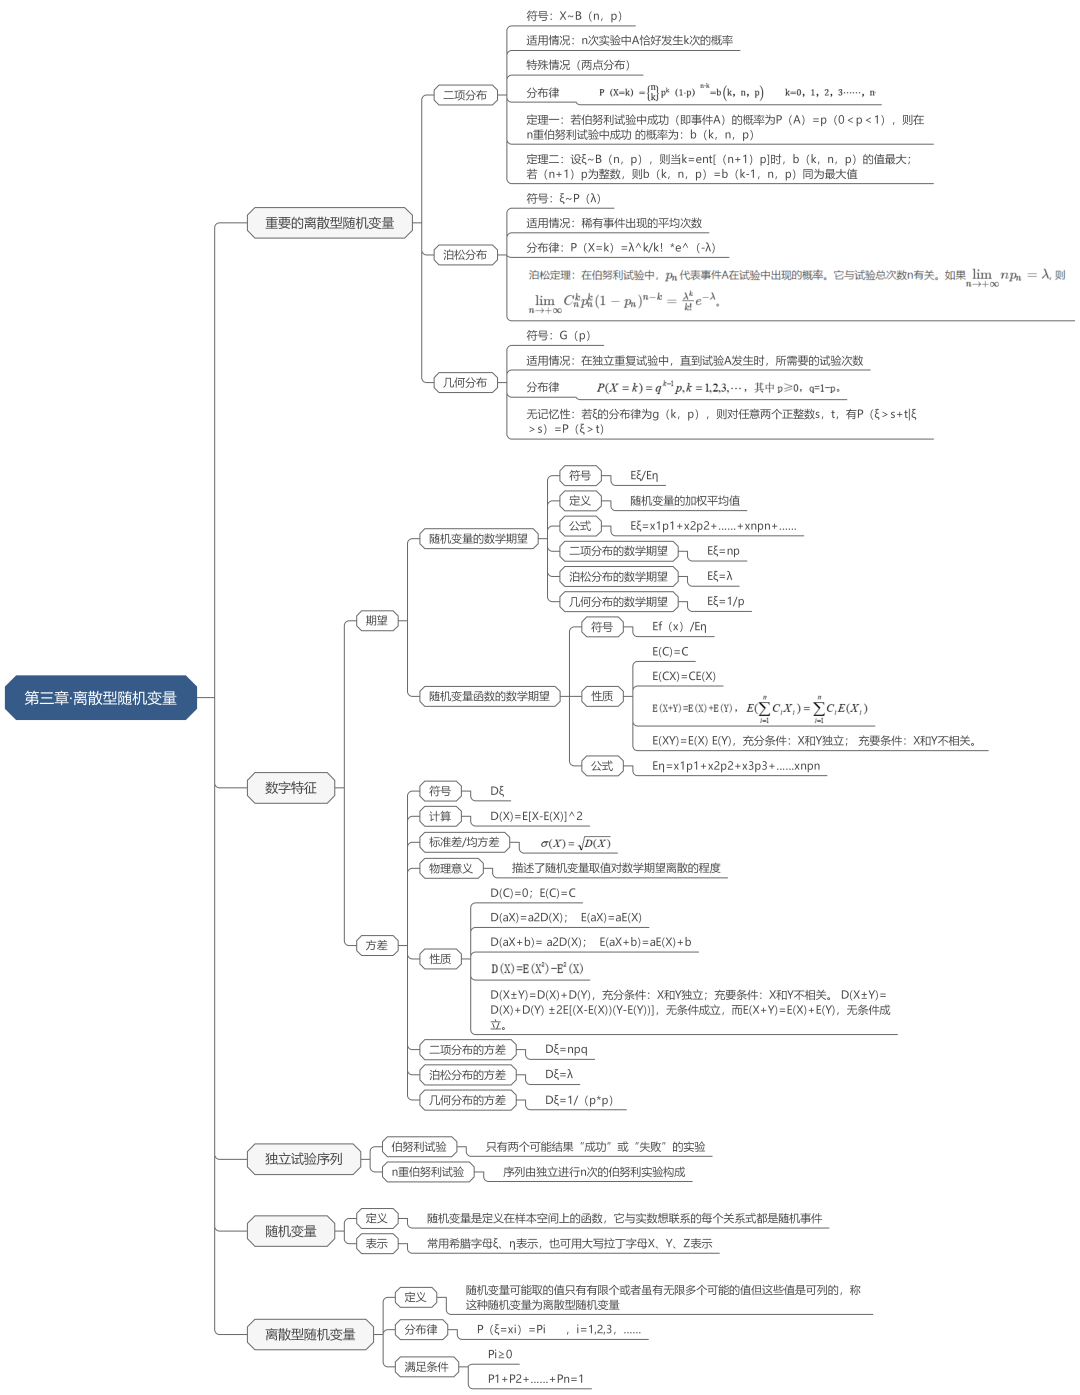 第三章·离散型随机变量
重要的离散型随机变量
二项分布
符号：X~B（n，p）
适用情况：n次实验中A恰好发生k次的概率
特殊情况（两点分布）
分布律
P（X=k）={n k}p^k（1-p）^n-k=b(k，n，p)　k=0，1，2，3……，n
定理一：若伯努利试验中成功（即事件A）的概率为P（A）=p（0＜p＜1），则在
n重伯努利试验中成功 的概率为：b（k，n，p）
定理二：设ξ~B（n，p），则当k=ent[（n+1）p]时，b（k，n，p）的值最大；
若（n+1）p为整数，则b（k，n，p）=b（k-1，n，p）同为最大值
泊松分布
符号：ξ~P（λ）
适用情况：稀有事件出现的平均次数
分布律：P（X=k）=λ^k/k！*e^（-λ）
泊松定理：在伯努利试验中，pₙ代表事件A在试验中出现的概率。它与试验总次数n有关。如果 lim n→+∞ npₙ = λ, 则
lim n→+∞ C_n^k p_n^k (1 − p_n)^{n−k} = λ^k/k! e^{−λ}。
几何分布
符号：G（p）
适用情况：在独立重复试验中，直到试验A发生时，所需要的试验次数
分布律
P(X = k) = q^{k−1}p, k = 1,2,3,⋯，其中 p≥0，q=1−p。
无记忆性：若ξ的分布律为g（k，p），则对任意两个正整数s，t，有P（ξ＞s+t|ξ
＞s）=P（ξ＞t）
数字特征
期望
随机变量的数学期望
符号
Eξ/Eη
定义
随机变量的加权平均值
公式
Eξ=x1p1+x2p2+……+xnpn+……
二项分布的数学期望
Eξ=np
泊松分布的数学期望
Eξ=λ
几何分布的数学期望
Eξ=1/p
随机变量函数的数学期望
符号
Ef（x）/Eη
性质
E(C)=C
E(CX)=CE(X)
E(X+Y)=E(X)+E(Y)，E(∑_{i=1}^n C_i X_i) = ∑_{i=1}^n C_i E(X_i)
E(XY)=E(X) E(Y)，充分条件：X和Y独立； 充要条件：X和Y不相关。
公式
Eη=x1p1+x2p2+x3p3+……xnpn
方差
符号
Dξ
计算
D(X)=E[X-E(X)]^2
标准差/均方差
σ(X) = √D(X)
物理意义
描述了随机变量取值对数学期望离散的程度
性质
D(C)=0；E(C)=C
D(aX)=a2D(X)； E(aX)=aE(X)
D(aX+b)= a2D(X)； E(aX+b)=aE(X)+b
D(X)=E(X²)−E²(X)
D(X±Y)=D(X)+D(Y)，充分条件：X和Y独立；充要条件：X和Y不相关。 D(X±Y)=
D(X)+D(Y) ±2E[(X-E(X))(Y-E(Y))]，无条件成立，而E(X+Y)=E(X)+E(Y)，无条件成
立。
二项分布的方差
Dξ=npq
泊松分布的方差
Dξ=λ
几何分布的方差
Dξ=1/（p*p）
独立试验序列
伯努利试验
只有两个可能结果“成功”或“失败”的实验
n重伯努利试验
序列由独立进行n次的伯努利实验构成
随机变量
定义
随机变量是定义在样本空间上的函数，它与实数想联系的每个关系式都是随机事件
表示
常用希腊字母ξ、η表示，也可用大写拉丁字母X、Y、Z表示
离散型随机变量
定义
随机变量可能取的值只有有限个或者虽有无限多个可能的值但这些值是可列的，称
这种随机变量为离散型随机变量
分布律
P（ξ=xi）=Pi ，i=1,2,3，……
满足条件
Pi≥0
P1+P2+……+Pn=1